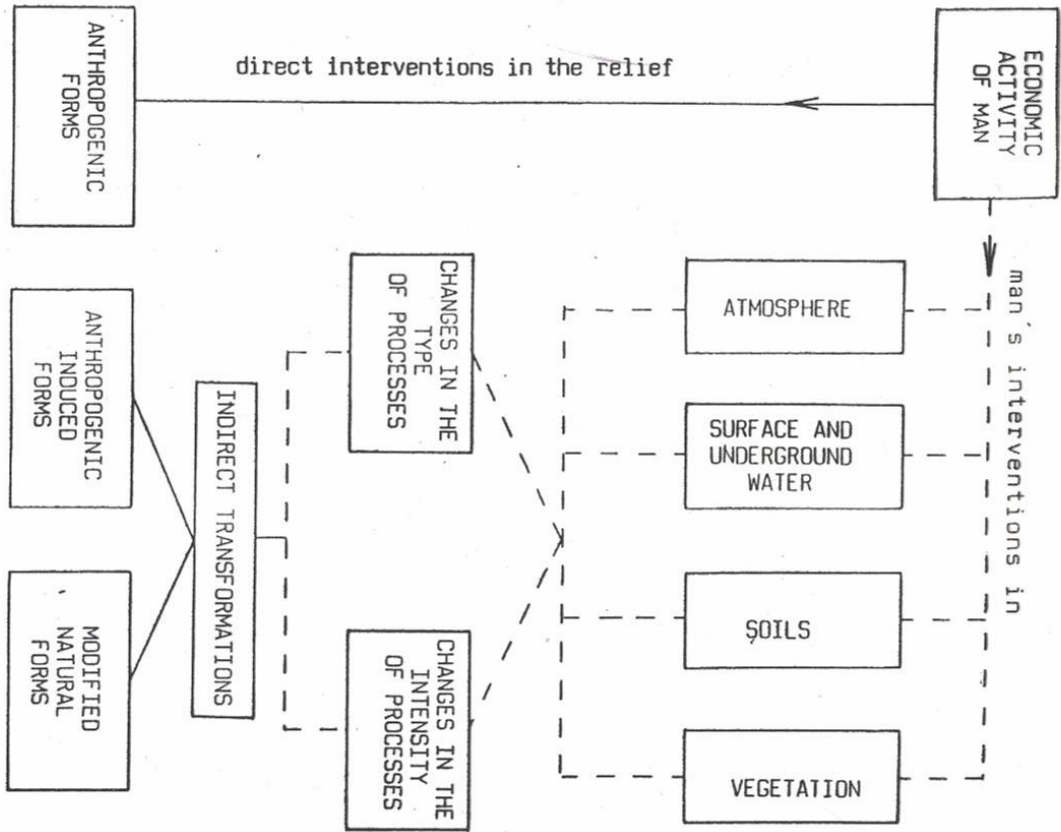 ECONOMIC
ACTIVITY
OF MAN
direct interventions in the relief
ANTHROPOGENIC
FORMS
man's interventions in
ATMOSPHERE
SURFACE AND
UNDERGROUND
WATER
SOILS
VEGETATION
CHANGES IN THE
TYPE
OF PROCESSES
CHANGES IN THE
INTENSITY
OF PROCESSES
INDIRECT TRANSFORMATIONS
ANTHROPOGENIC
INDUCED
FORMS
MODIFIED
NATURAL
FORMS